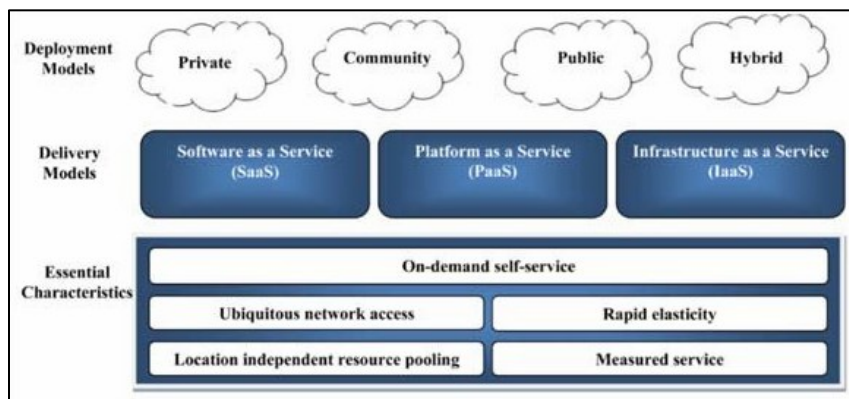 Deployment
Models
Private
Community
Public
Hybrid
Delivery
Models
Software as a Service
(SaaS)
Platform as a Service
(PaaS)
Infrastructure as a Service
(IaaS)
Essential
Characteristics
On-demand self-service
Ubiquitous network access
Rapid elasticity
Location independent resource pooling
Measured service